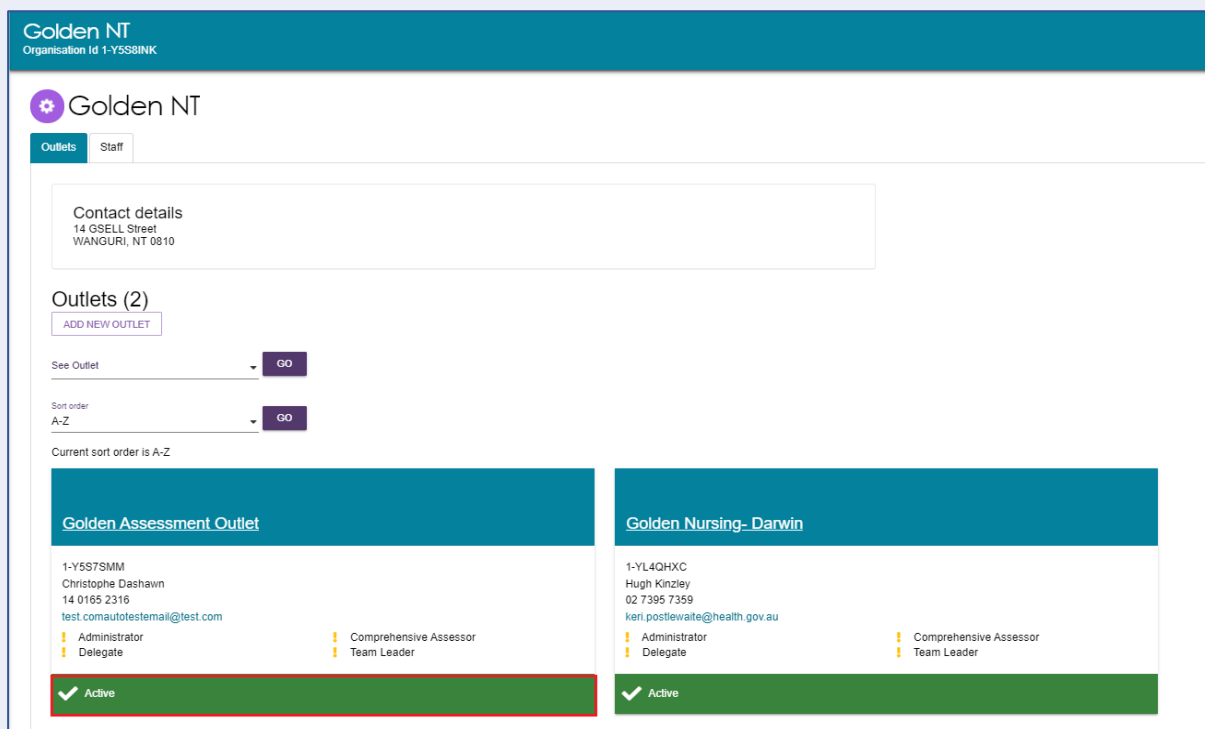 Golden NT
Organisation Id 1-Y5S8INK
Golden NT
Outlets
Staff
Contact details
14 GSELL Street
WANGURI, NT 0810
Outlets (2)
ADD NEW OUTLET
See Outlet
GO
Sort order
A-Z
GO
Current sort order is A-Z
Golden Assessment Outlet
1-Y5S7SMM
Christophe Dashawn
14 0165 2316
test.comautotestemail@test.com
! Administrator
! Comprehensive Assessor
! Delegate
! Team Leader
Active
Golden Nursing- Darwin
1-YL4QHXC
Hugh Kinzley
02 7395 7359
keri.postlewaite@health.gov.au
! Administrator
! Comprehensive Assessor
! Delegate
! Team Leader
Active